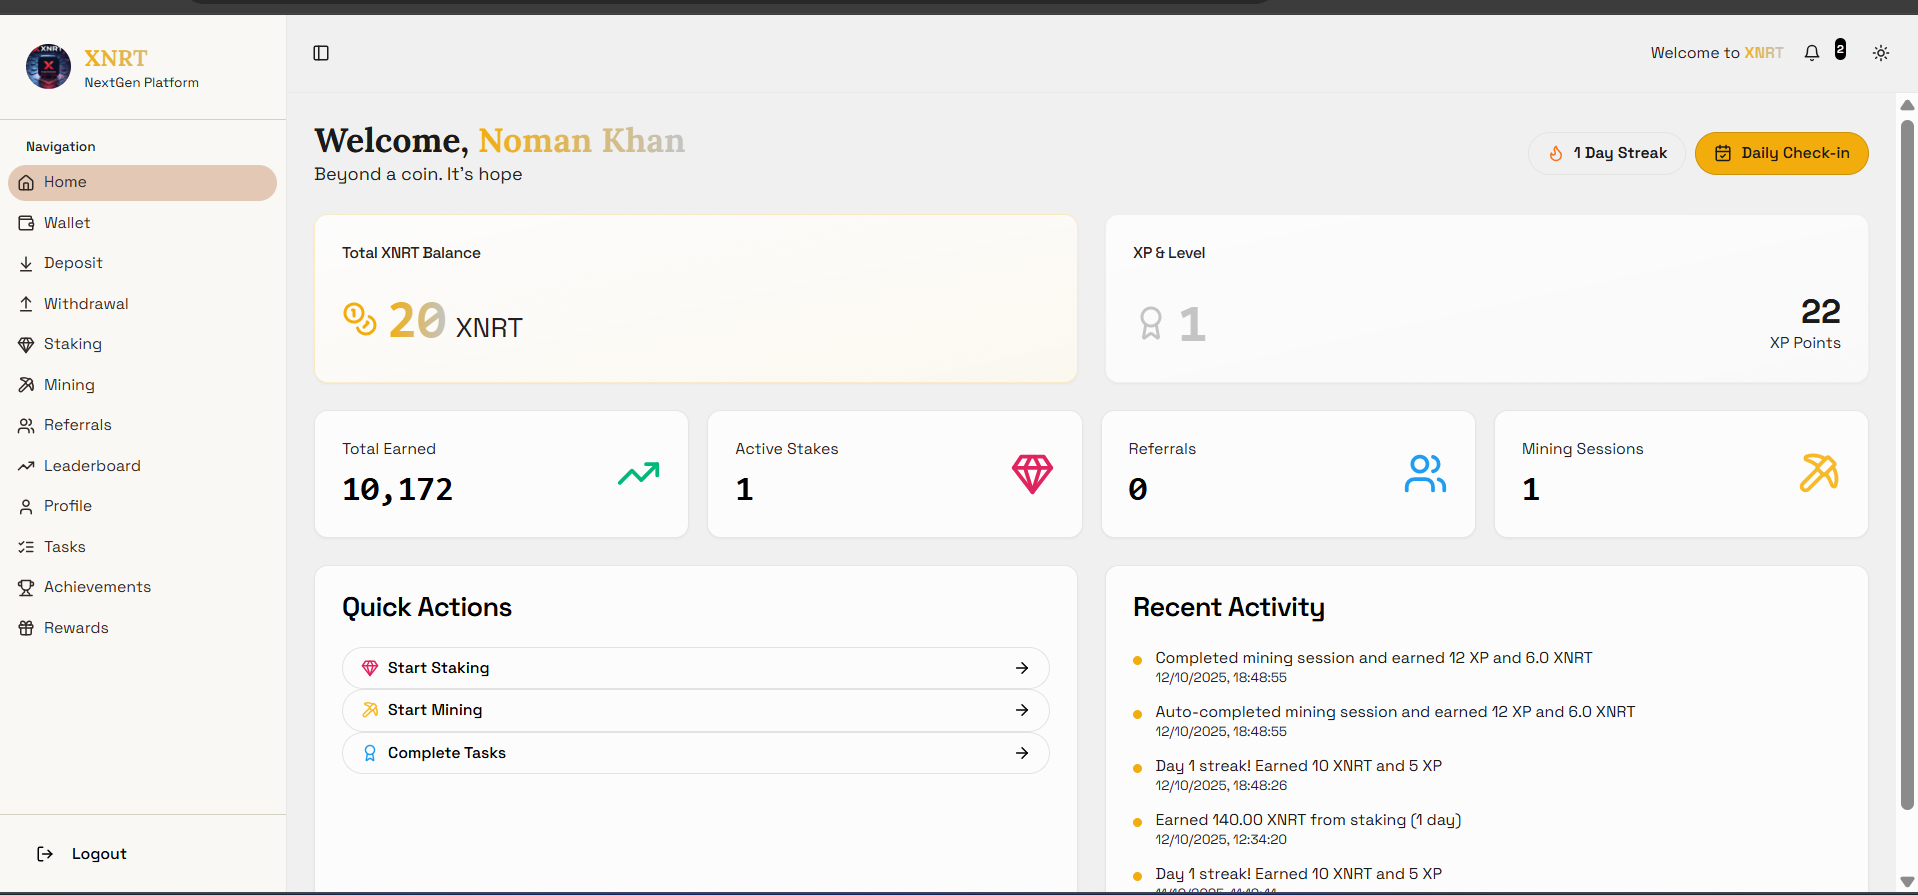 XNRT
XNRT
NextGen Platform
Navigation
Home
Wallet
Deposit
Withdrawal
Staking
Mining
Referrals
Leaderboard
Profile
Tasks
Achievements
Rewards
Logout
Welcome to XNRT
2
Welcome, Noman Khan
Beyond a coin. It's hope
1 Day Streak
Daily Check-in
Total XNRT Balance
20 XNRT
XP & Level
1
22
XP Points
Total Earned
10,172
Active Stakes
1
Referrals
0
Mining Sessions
1
Quick Actions
Start Staking
Start Mining
Complete Tasks
Recent Activity
Completed mining session and earned 12 XP and 6.0 XNRT
12/10/2025, 18:48:55
Auto-completed mining session and earned 12 XP and 6.0 XNRT
12/10/2025, 18:48:55
Day 1 streak! Earned 10 XNRT and 5 XP
12/10/2025, 18:48:26
Earned 140.00 XNRT from staking (1 day)
12/10/2025, 12:34:20
Day 1 streak! Earned 10 XNRT and 5 XP